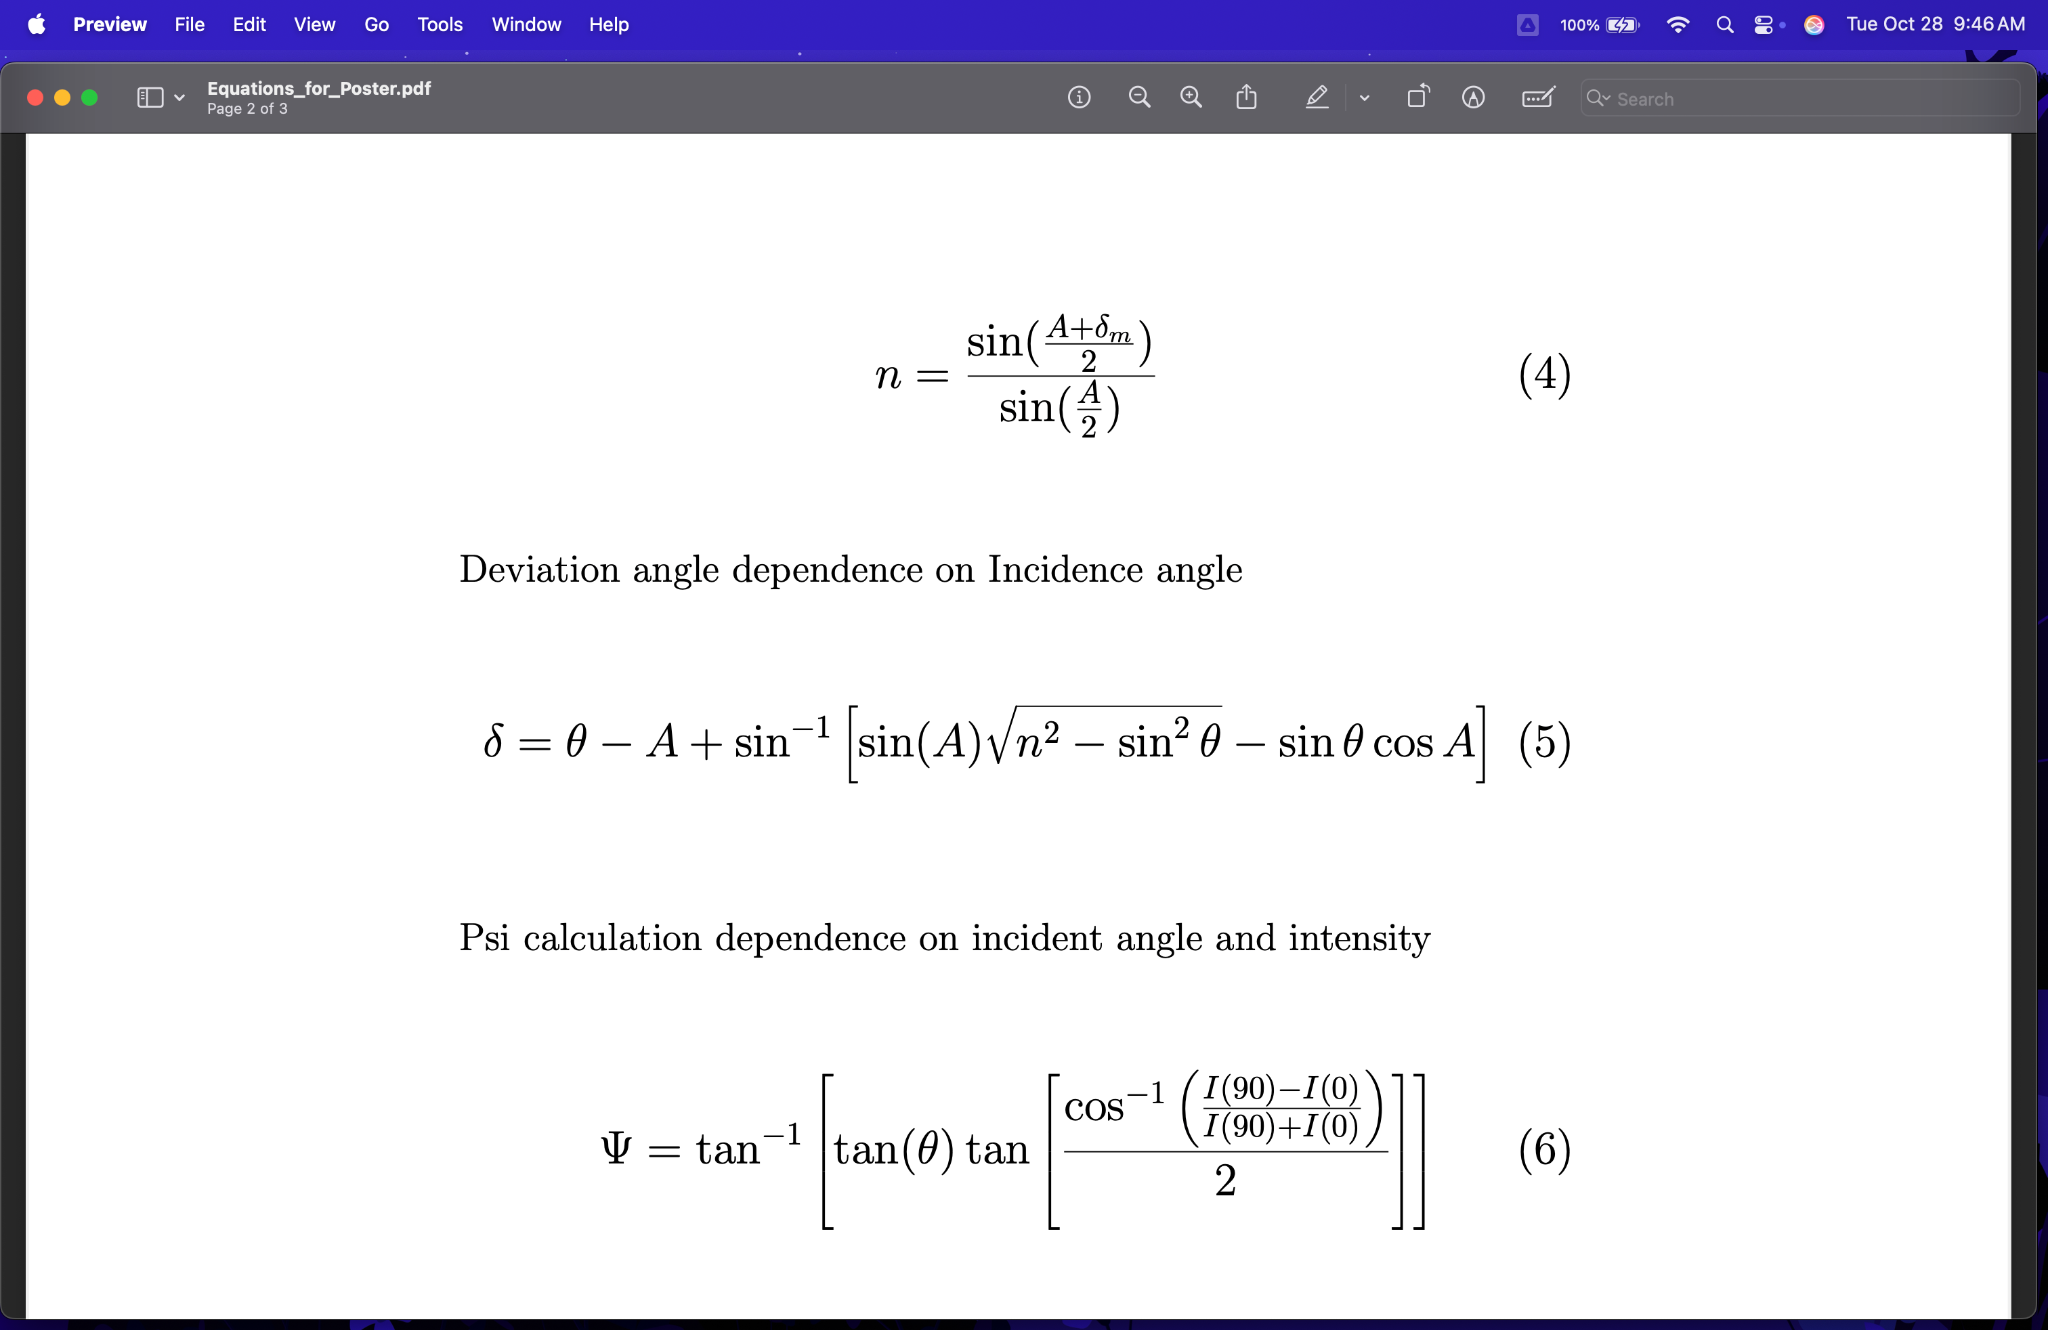 Preview File Edit View Go Tools Window Help 100% Tue Oct 28 9:46 AM
Equations_for_Poster.pdf
Page 2 of 3
Search
n = sin((A+δₘ)/2) / sin(A/2) (4)
Deviation angle dependence on Incidence angle
δ = θ − A + sin⁻¹ [sin(A)√(n² − sin² θ) − sin θ cos A] (5)
Psi calculation dependence on incident angle and intensity
Ψ = tan⁻¹ [tan(θ) tan [cos⁻¹ ((I(90)−I(0))/(I(90)+I(0))) / 2]] (6)